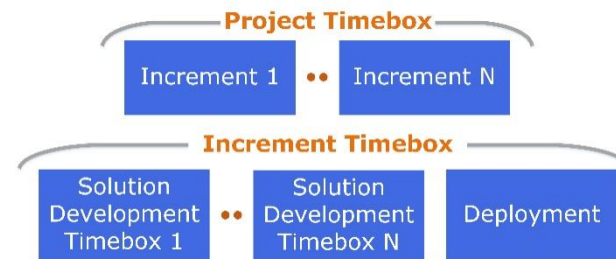 Project Timebox
Increment 1
Increment N
Increment Timebox
Solution
Development
Timebox 1
Solution
Development
Timebox N
Deployment